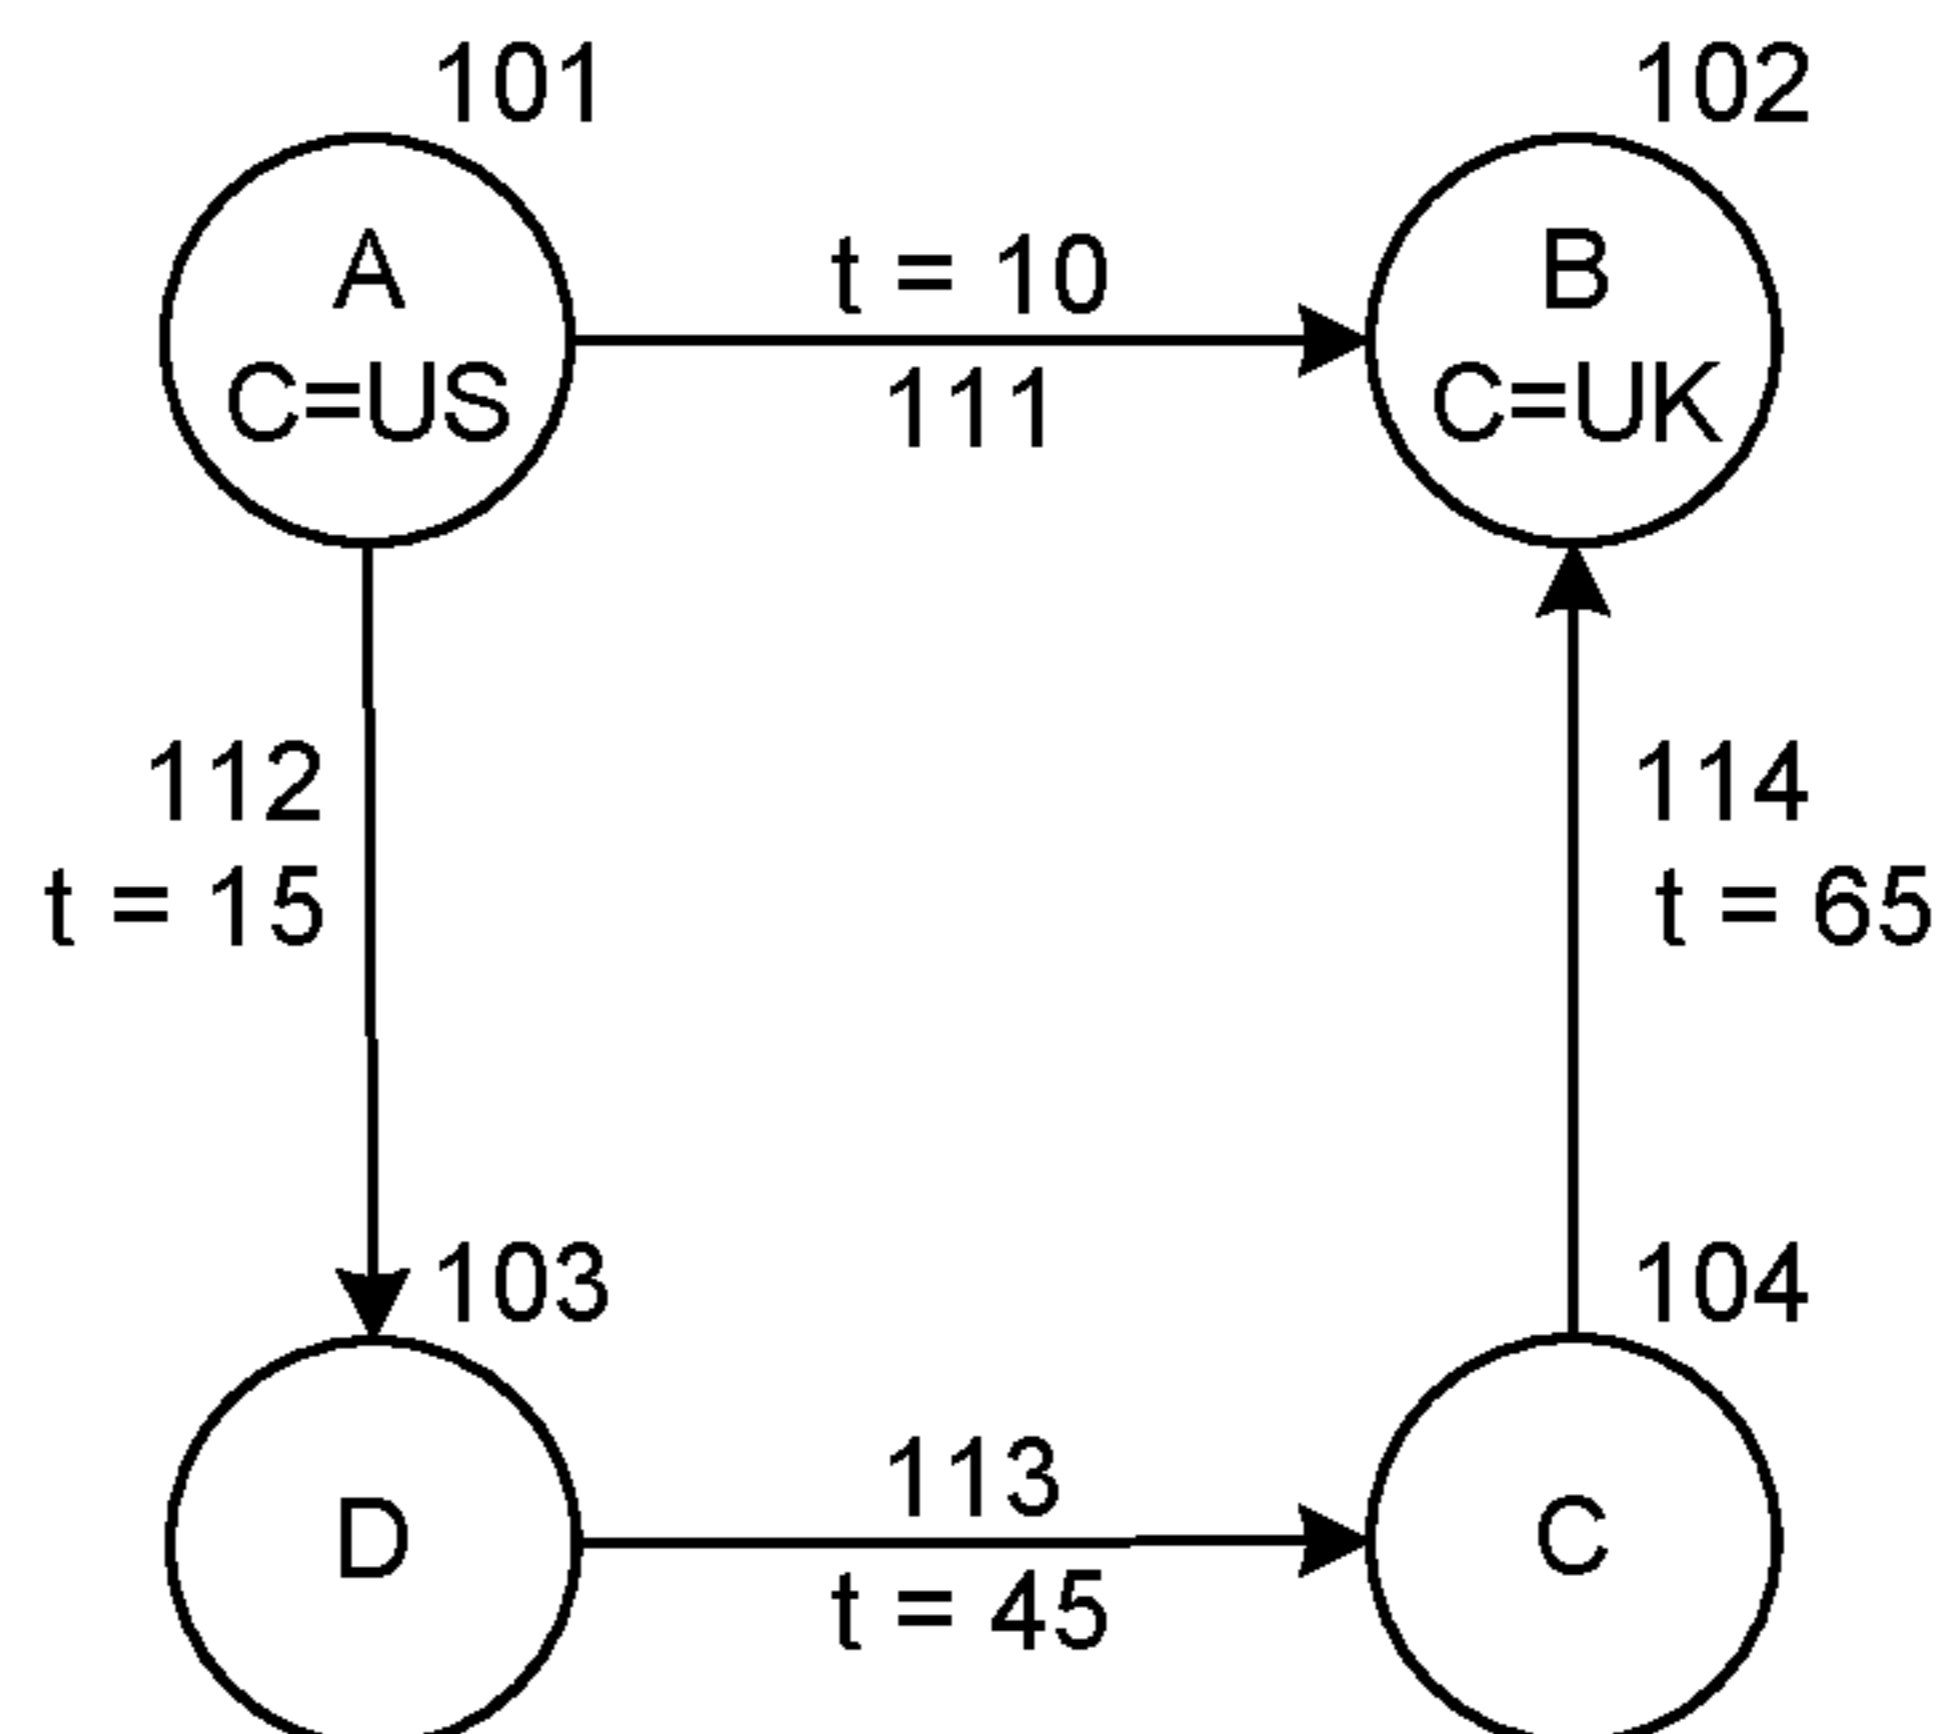 101
102
A
C=US
t = 10
111
B
C=UK
112
t = 15
114
t = 65
103
104
D
113
t = 45
C